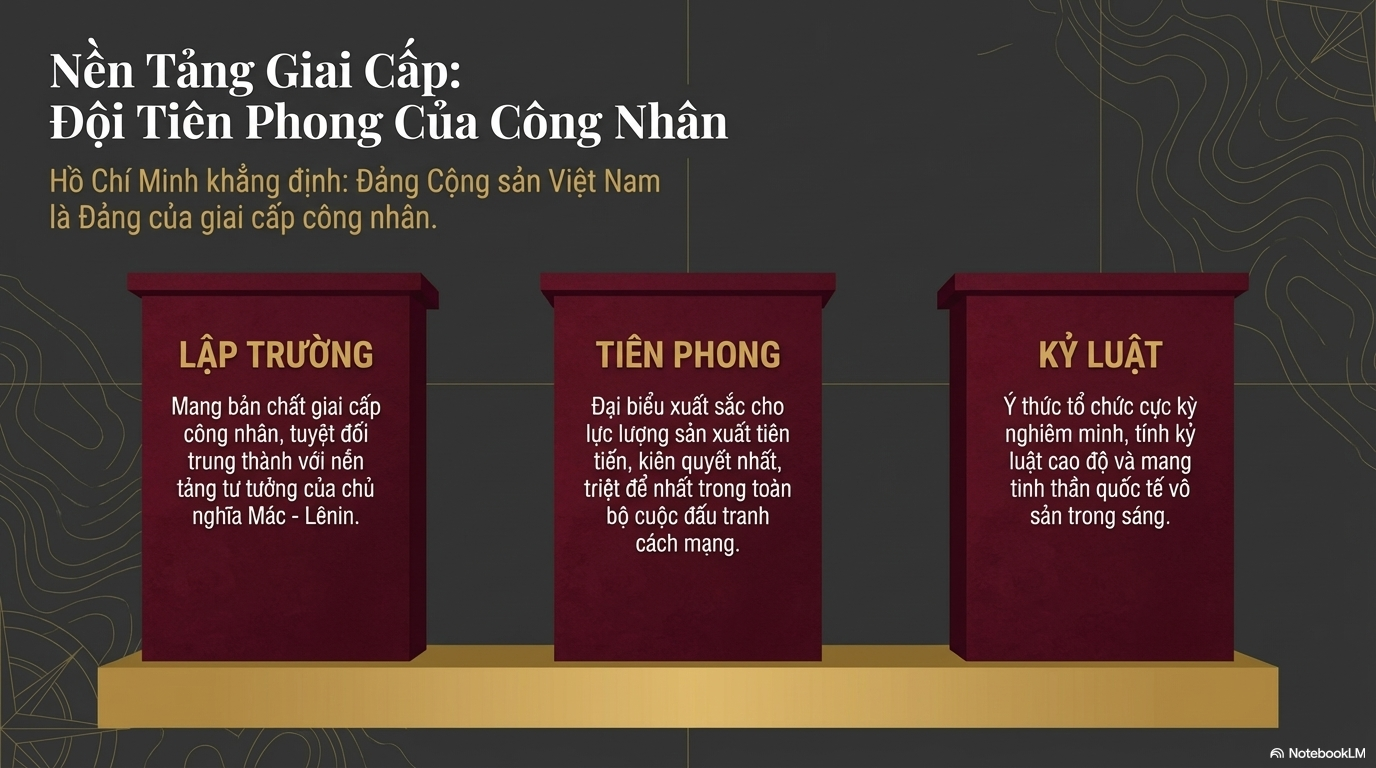 Nền Tảng Giai Cấp:
Đội Tiên Phong Của Công Nhân
Hồ Chí Minh khẳng định: Đảng Cộng sản Việt Nam
là Đảng của giai cấp công nhân.
LẬP TRƯỜNG
Mang bản chất giai cấp
công nhân, tuyệt đối
trung thành với nền
tảng tư tưởng của chủ
nghĩa Mác - Lênin.
TIÊN PHONG
Đại biểu xuất sắc cho
lực lượng sản xuất tiên
tiến, kiên quyết nhất,
triệt để nhất trong toàn
bộ cuộc đấu tranh
cách mạng.
KỶ LUẬT
Ý thức tổ chức cực kỳ
nghiêm minh, tính kỷ
luật cao độ và mang
tinh thần quốc tế vô
sản trong sáng.
NotebookLM